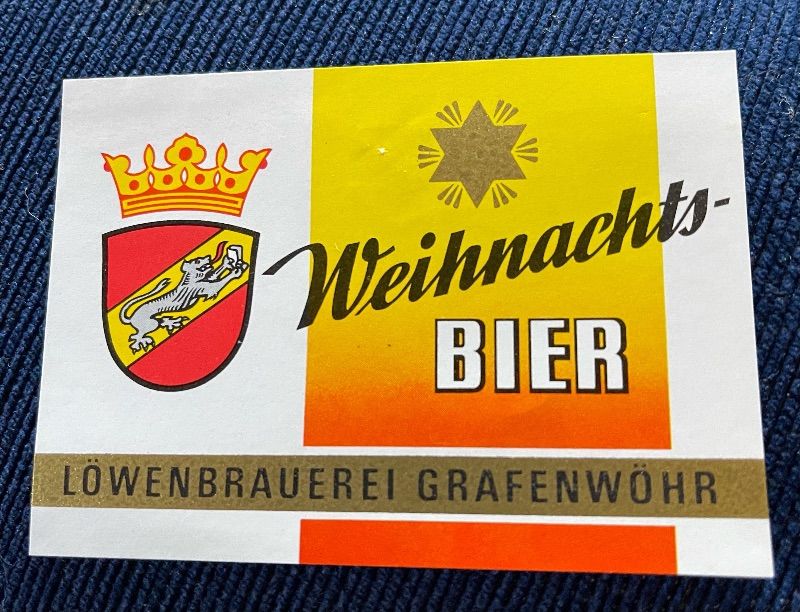 Weihnachts-
BIER
LÖWENBRAUEREI GRAFENWÖHR